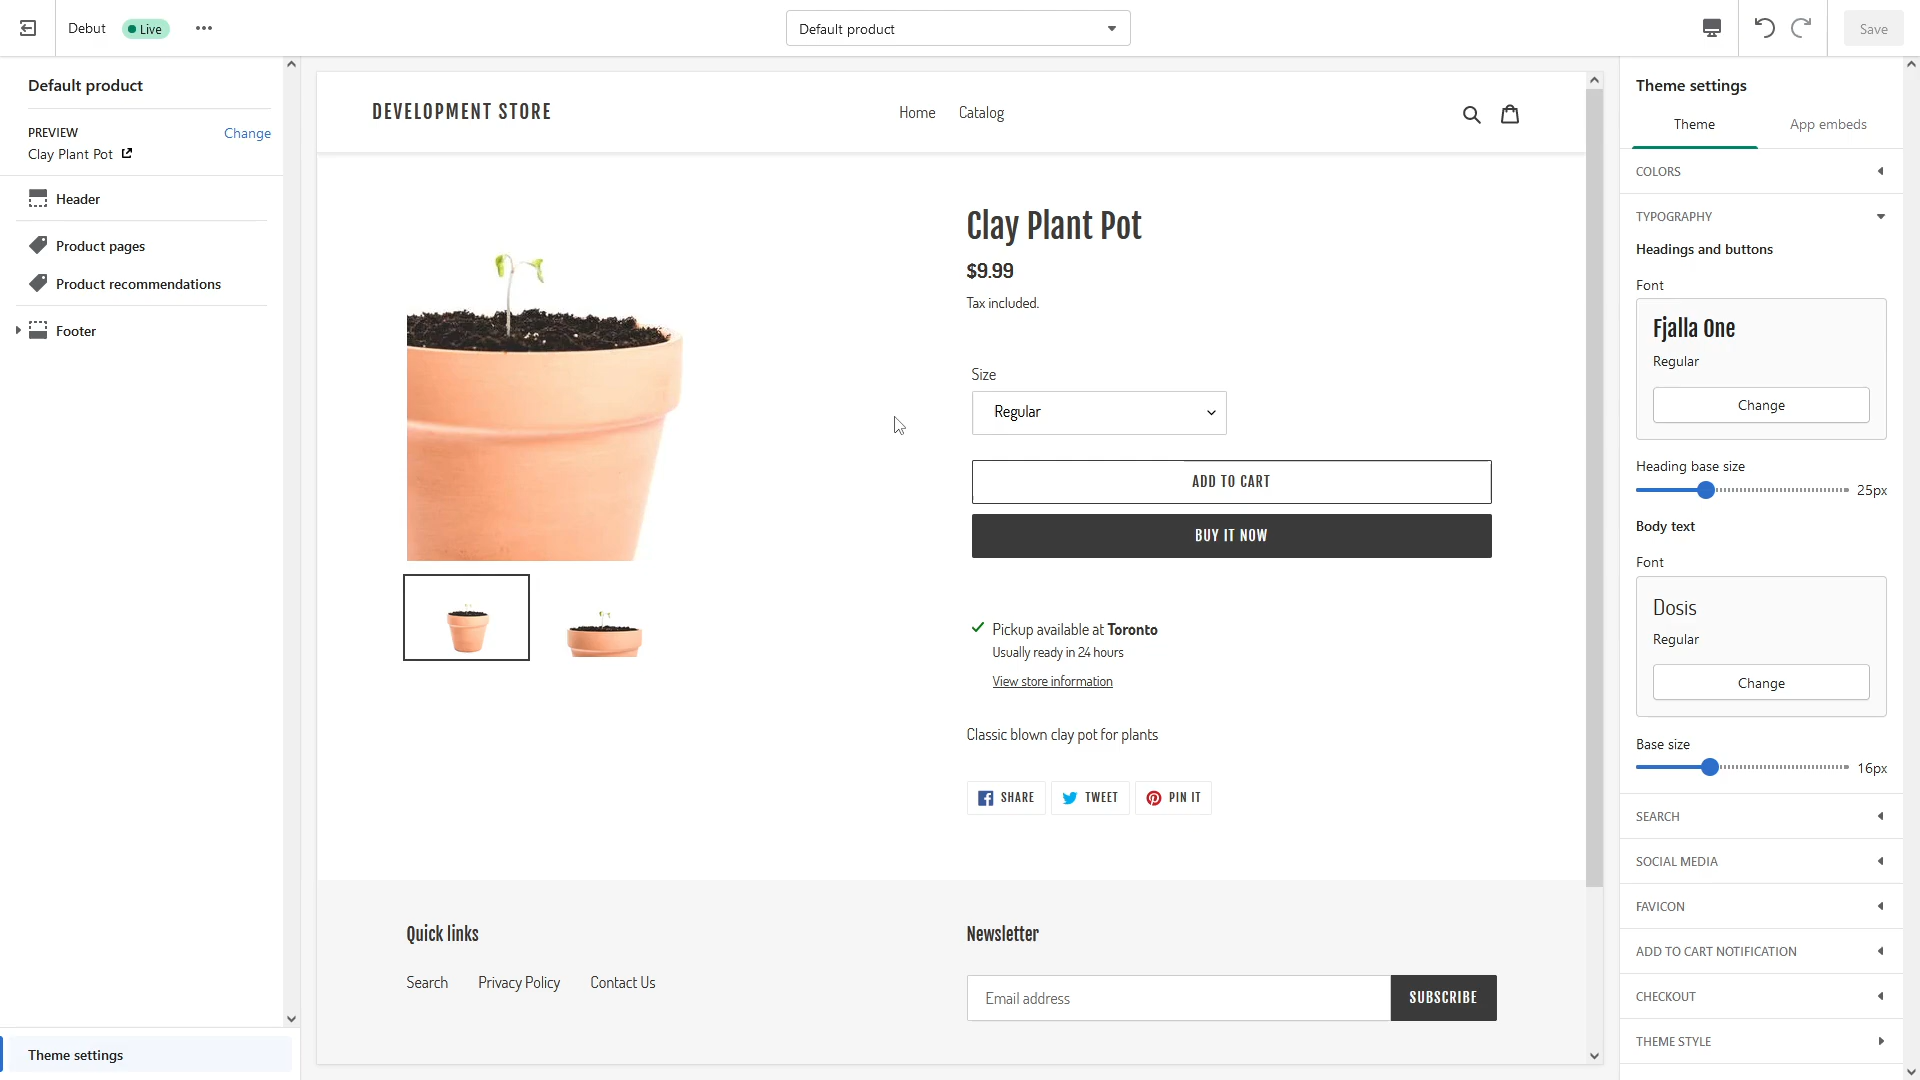 Debut
Live
Default product
Save
Default product
PREVIEW
Change
Clay Plant Pot
Header
Product pages
Product recommendations
Footer
Theme settings
DEVELOPMENT STORE
Home
Catalog
Clay Plant Pot
$9.99
Tax included.
Size
Regular
ADD TO CART
BUY IT NOW
Pickup available at Toronto
Usually ready in 24 hours
View store information
Classic blown clay pot for plants
SHARE
TWEET
PIN IT
Quick links
Search
Privacy Policy
Contact Us
Newsletter
Email address
SUBSCRIBE
Theme settings
Theme
App embeds
COLORS
TYPOGRAPHY
Headings and buttons
Font
Fjalla One
Regular
Change
Heading base size
25px
Body text
Font
Dosis
Regular
Change
Base size
16px
SEARCH
SOCIAL MEDIA
FAVICON
ADD TO CART NOTIFICATION
CHECKOUT
THEME STYLE